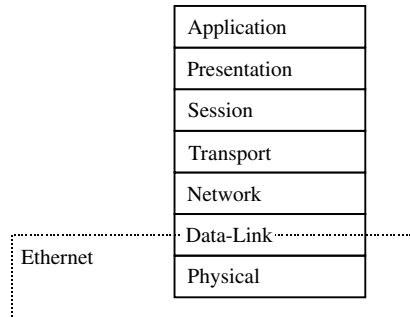 Application
Presentation
Session
Transport
Network
Data-Link
Ethernet
Physical